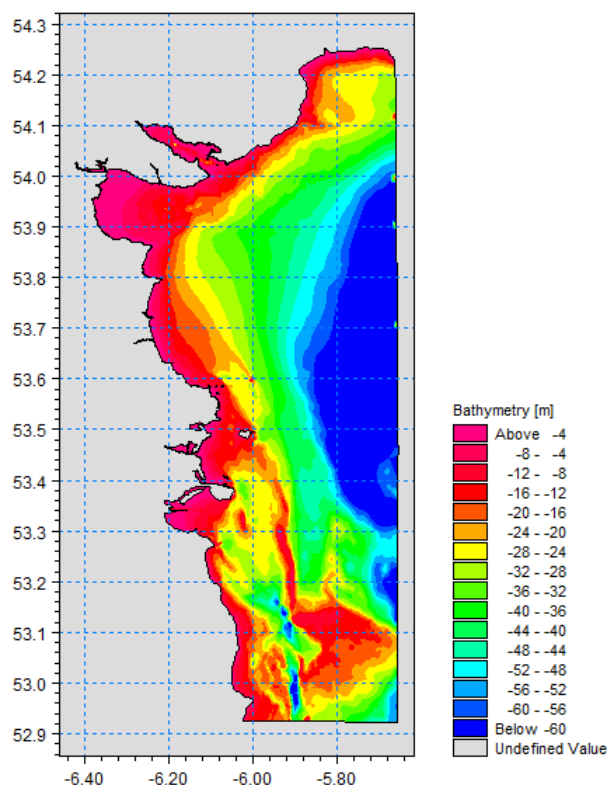 54.3
54.2
54.1
54.0
53.9
53.8
53.7
53.6
53.5
53.4
53.3
53.2
53.1
53.0
52.9
-6.40 -6.20 -6.00 -5.80
Bathymetry [m]
Above -4
-8 - -4
-12 - -8
-16 - -12
-20 - -16
-24 - -20
-28 - -24
-32 - -28
-36 - -32
-40 - -36
-44 - -40
-48 - -44
-52 - -48
-56 - -52
-60 - -56
Below -60
Undefined Value